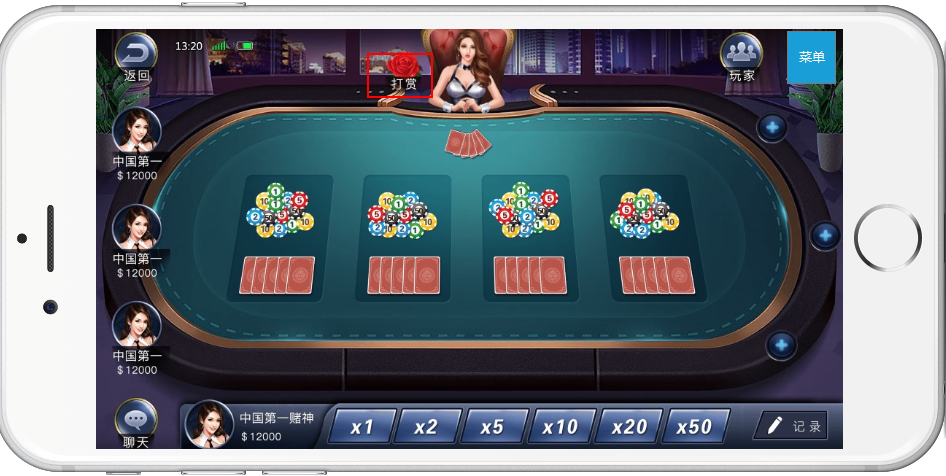 13:20
返回
打赏
玩家
菜单
中国第一
$12000
中国第一
$12000
中国第一
$12000
聊天
中国第一赌神
$12000
x1
x2
x5
x10
x20
x50
记录